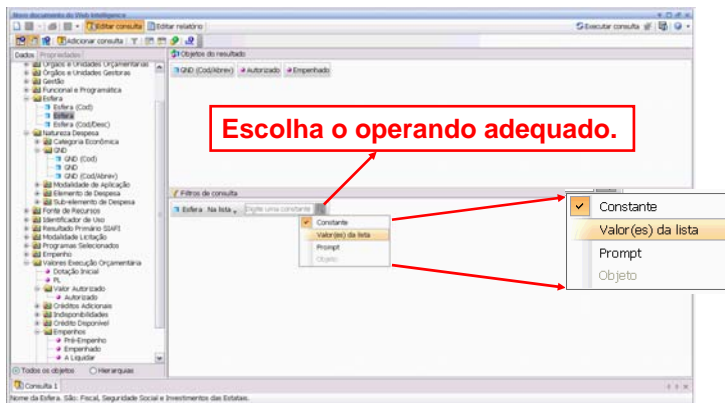 Novo documento do Web Intelligence
Editar consulta Editar relatório Executar consulta
Adicionar consulta
Dados Propriedades
Objetos do resultado
Órgãos e Unidades Orçamentárias
Órgãos e Unidades Gestoras
Gestão
Funcional e Programática
Esfera
Esfera (Cod)
Esfera
Esfera (Cod/Desc)
Natureza Despesa
Categoria Econômica
GND
GND (Cod)
GND
GND (Cod/Abrev)
Modalidade de Aplicação
Elemento de Despesa
Sub-elemento de Despesa
Fonte de Recursos
Identificador de Uso
Resultado Primário SIAFI
Modalidade Licitação
Programas Selecionados
Empenho
Valores Execução Orçamentária
Dotação Inicial
PL
Valor Autorizado
Autorizado
Créditos Adicionais
Indisponibilidades
Crédito Disponível
Empenhos
Pré-Empenho
Empenhado
A Liquidar
Todos os objetos Hierarquias
GND (Cod/Abrev) Autorizado Empenhado
Escolha o operando adequado.
Filtros de consulta
Esfera Na lista Digite uma constante
Constante
Valor(es) da lista
Prompt
Objeto
Constante
Valor(es) da lista
Prompt
Objeto
Consulta 1
Nome da Esfera. São: Fiscal, Seguridade Social e Investimentos das Estatais.